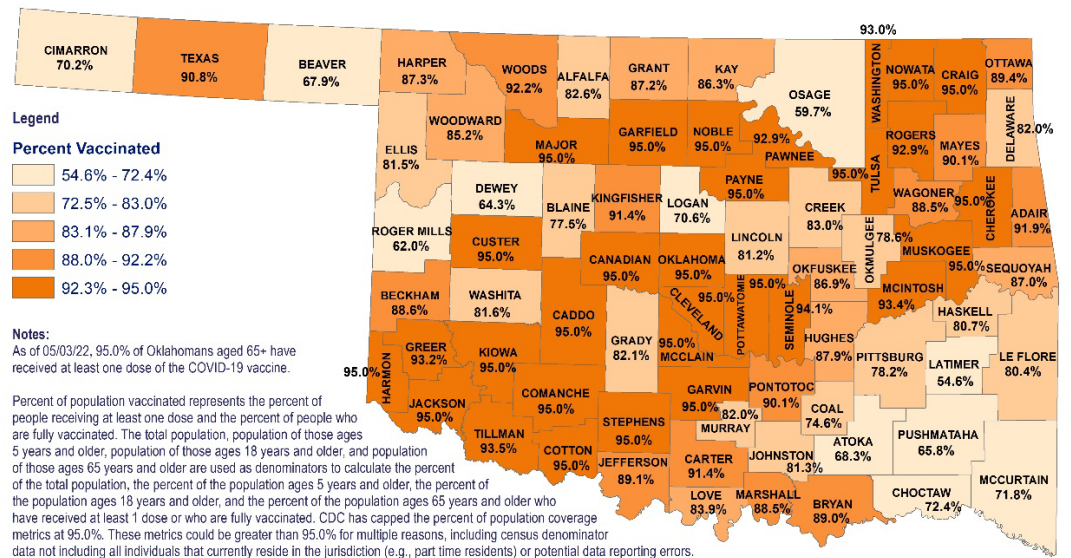 93.0%
CIMARRON
70.2%
TEXAS
90.8%
BEAVER
67.9%
HARPER
87.3%
WOODS
92.2%
ALFALFA
82.6%
GRANT
87.2%
KAY
86.3%
OSAGE
59.7%
WASHINGTON
NOWATA
95.0%
CRAIG
95.0%
OTTAWA
89.4%
Legend
Percent Vaccinated
54.6% - 72.4%
72.5% - 83.0%
83.1% - 87.9%
88.0% - 92.2%
92.3% - 95.0%
WOODWARD
85.2%
ELLIS
81.5%
MAJOR
95.0%
GARFIELD
95.0%
NOBLE
95.0%
92.9%
PAWNEE
ROGERS
92.9%
MAYES
90.1%
DELAWARE
82.0%
95.0%
TULSA
DEWEY
64.3%
BLAINE
77.5%
KINGFISHER
91.4%
LOGAN
70.6%
PAYNE
95.0%
CREEK
83.0%
WAGONER
88.5%
95.0%
CHEROKEE
ADAIR
91.9%
ROGER MILLS
62.0%
CUSTER
95.0%
CANADIAN
95.0%
OKLAHOMA
95.0%
LINCOLN
81.2%
OKMULGEE
78.6%
MUSKOGEE
95.0%
SEQUOYAH
87.0%
OKFUSKEE
86.9%
MCINTOSH
93.4%
BECKHAM
88.6%
WASHITA
81.6%
CADDO
95.0%
GRADY
82.1%
CLEVELAND
95.0%
POTTAWATOMIE
95.0%
SEMINOLE
94.1%
HUGHES
87.9%
HASKELL
80.7%
PITTSBURG
78.2%
LATIMER
54.6%
LE FLORE
80.4%
95.0%
MCCLAIN
95.0%
HARMON
GREER
93.2%
KIOWA
95.0%
JACKSON
95.0%
COMANCHE
95.0%
TILLMAN
93.5%
COTTON
95.0%
STEPHENS
95.0%
GARVIN
95.0%
PONTOTOC
90.1%
82.0%
MURRAY
COAL
74.6%
ATOKA
68.3%
PUSHMATAHA
65.8%
MCCURTAIN
71.8%
JEFFERSON
89.1%
CARTER
91.4%
JOHNSTON
81.3%
LOVE
83.9%
MARSHALL
88.5%
BRYAN
89.0%
CHOCTAW
72.4%
Notes:
As of 05/03/22, 95.0% of Oklahomans aged 65+ have
received at least one dose of the COVID-19 vaccine.
Percent of population vaccinated represents the percent of
people receiving at least one dose and the percent of people who
are fully vaccinated. The total population, population of those ages
5 years and older, population of those ages 18 years and older, and population
of those ages 65 years and older are used as denominators to calculate the percent
of the total population, the percent of the population ages 5 years and older, the percent of
the population ages 18 years and older, and the percent of the population ages 65 years and older who
have received at least 1 dose or who are fully vaccinated. CDC has capped the percent of population coverage
metrics at 95.0%. These metrics could be greater than 95.0% for multiple reasons, including census denominator
data not including all individuals that currently reside in the jurisdiction (e.g., part time residents) or potential data reporting errors.